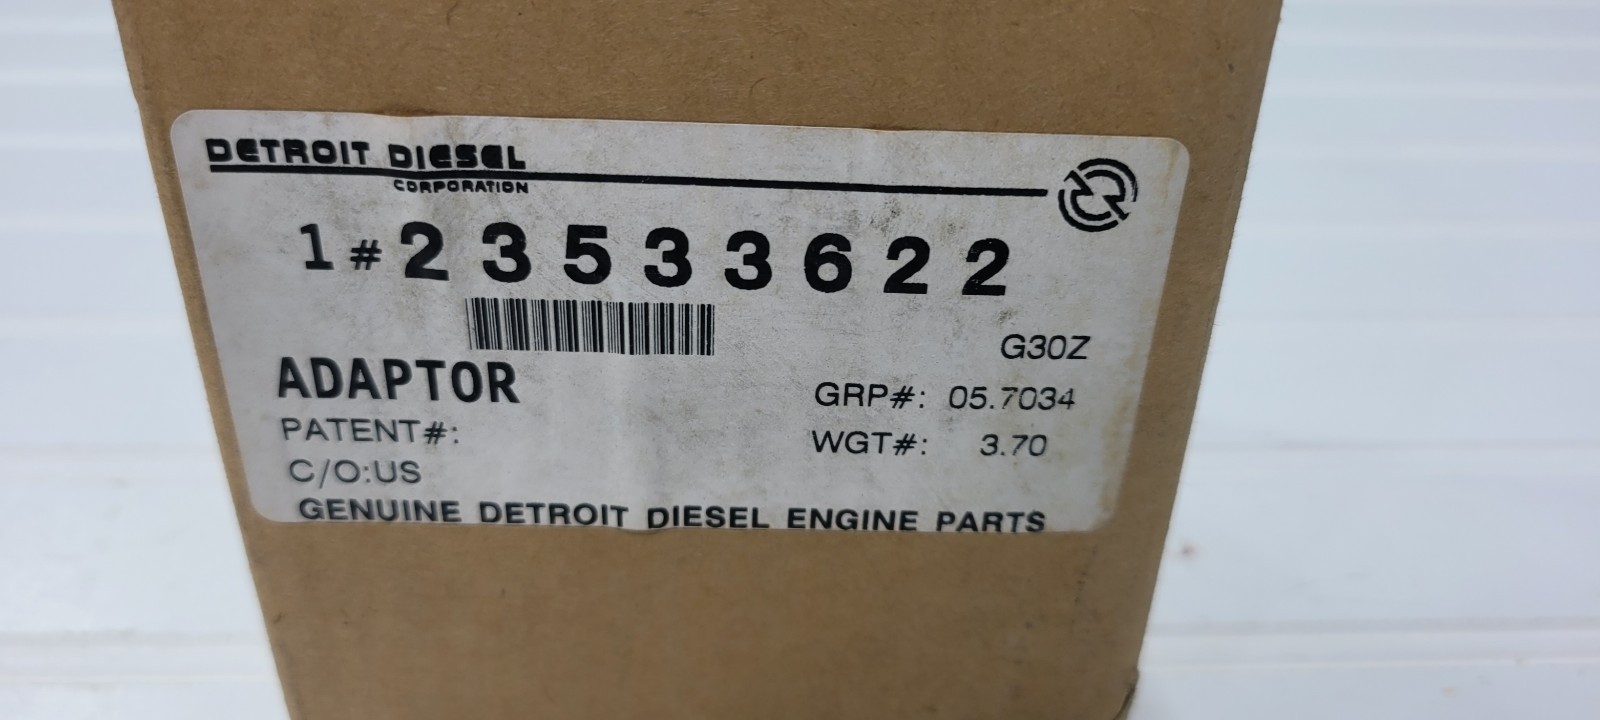 DETROIT DIESEL
CORPORATION
1 # 23533622
G30Z
ADAPTOR
GRP#: 05.7034
PATENT#:
WGT#: 3.70
C/O:US
GENUINE DETROIT DIESEL ENGINE PARTS